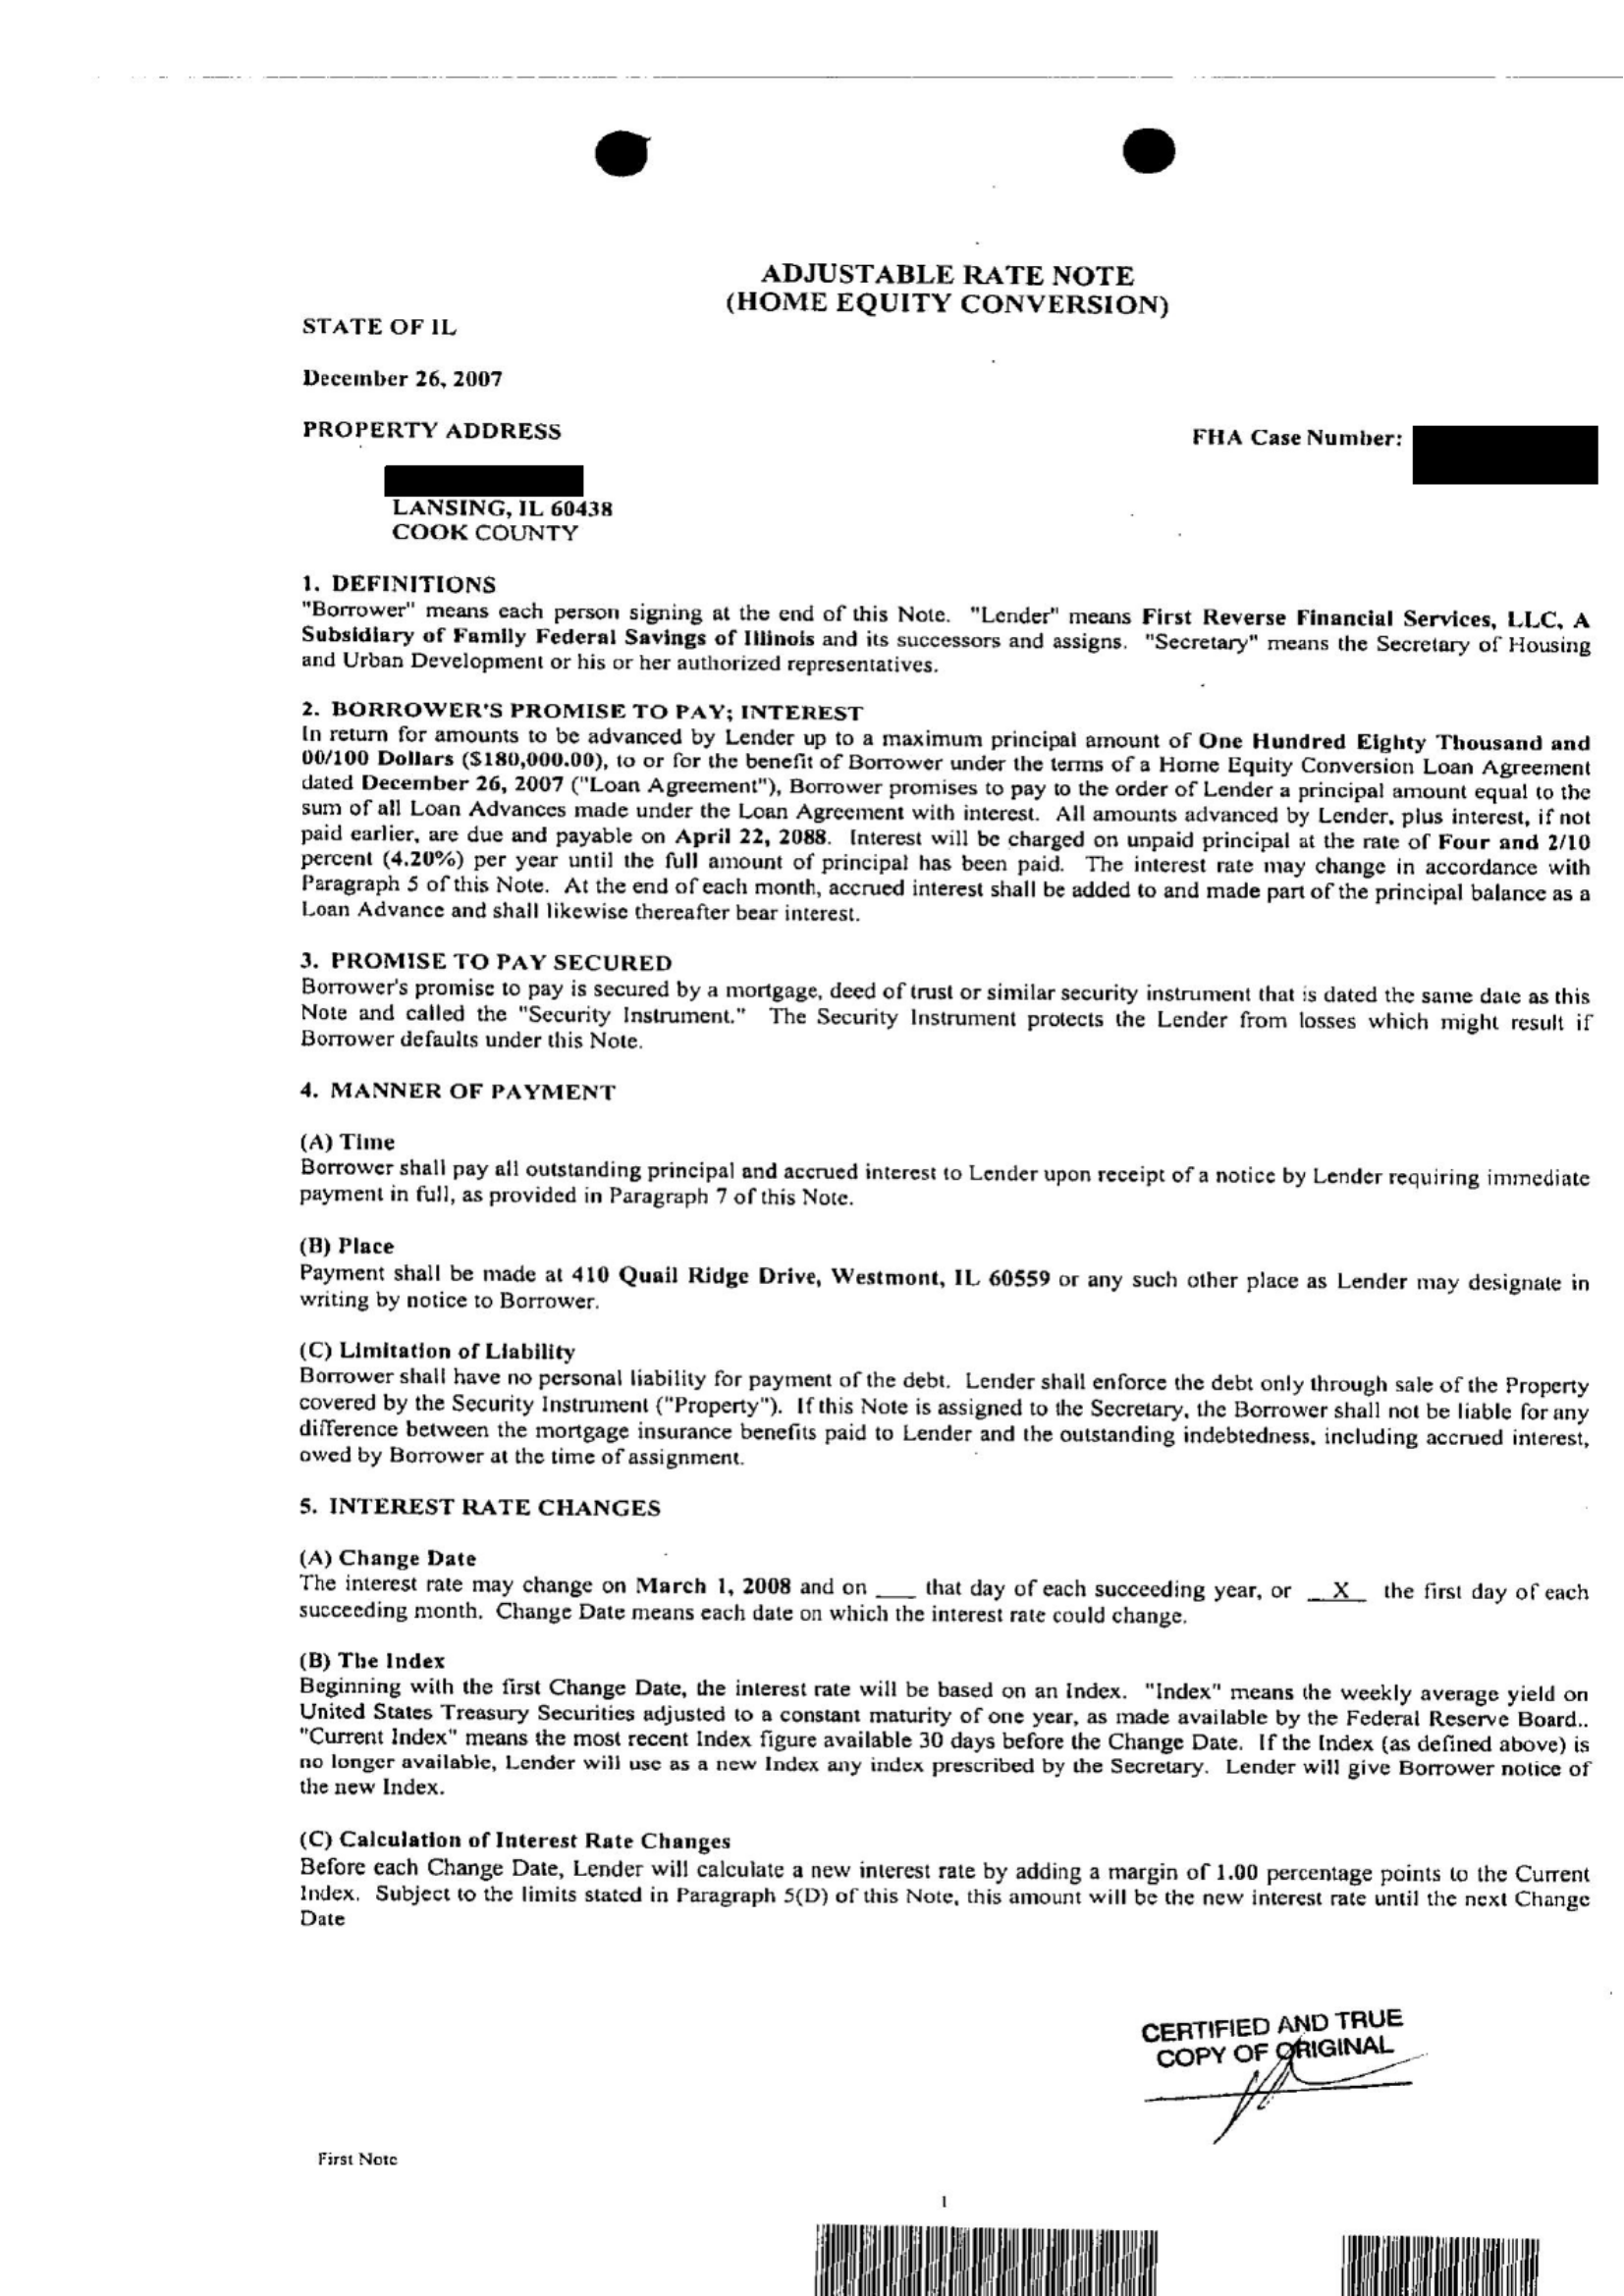 ADJUSTABLE RATE NOTE
(HOME EQUITY CONVERSION)
STATE OF IL
December 26, 2007
PROPERTY ADDRESS
FHA Case Number:
LANSING, IL 60438
COOK COUNTY
1. DEFINITIONS
"Borrower" means each person signing at the end of this Note. "Lender" means First Reverse Financial Services, LLC, A
Subsidiary of Family Federal Savings of Illinois and its successors and assigns. "Secretary" means the Secretary of Housing
and Urban Development or his or her authorized representatives.
2. BORROWER'S PROMISE TO PAY; INTEREST
In return for amounts to be advanced by Lender up to a maximum principal amount of One Hundred Eighty Thousand and
00/100 Dollars ($180,000.00), to or for the benefit of Borrower under the terms of a Home Equity Conversion Loan Agreement
dated December 26, 2007 ("Loan Agreement"), Borrower promises to pay to the order of Lender a principal amount equal to the
sum of all Loan Advances made under the Loan Agreement with interest. All amounts advanced by Lender, plus interest, if not
paid earlier, are due and payable on April 22, 2088. Interest will be charged on unpaid principal at the rate of Four and 2/10
percent (4.20%) per year until the full amount of principal has been paid. The interest rate may change in accordance with
Paragraph 5 of this Note. At the end of each month, accrued interest shall be added to and made part of the principal balance as a
Loan Advance and shall likewise thereafter bear interest.
3. PROMISE TO PAY SECURED
Borrower's promise to pay is secured by a mortgage, deed of trust or similar security instrument that is dated the same date as this
Note and called the "Security Instrument." The Security Instrument protects the Lender from losses which might result if
Borrower defaults under this Note.
4. MANNER OF PAYMENT
(A) Time
Borrower shall pay all outstanding principal and accrued interest to Lender upon receipt of a notice by Lender requiring immediate
payment in full, as provided in Paragraph 7 of this Note.
(B) Place
Payment shall be made at 410 Quail Ridge Drive, Westmont, IL 60559 or any such other place as Lender may designate in
writing by notice to Borrower.
(C) Limitation of Liability
Borrower shall have no personal liability for payment of the debt. Lender shall enforce the debt only through sale of the Property
covered by the Security Instrument ("Property"). If this Note is assigned to the Secretary, the Borrower shall not be liable for any
difference between the mortgage insurance benefits paid to Lender and the outstanding indebtedness, including accrued interest,
owed by Borrower at the time of assignment.
5. INTEREST RATE CHANGES
(A) Change Date
The interest rate may change on March 1, 2008 and on ___ that day of each succeeding year, or __X__ the first day of each
succeeding month. Change Date means each date on which the interest rate could change.
(B) The Index
Beginning with the first Change Date, the interest rate will be based on an Index. "Index" means the weekly average yield on
United States Treasury Securities adjusted to a constant maturity of one year, as made available by the Federal Reserve Board..
"Current Index" means the most recent Index figure available 30 days before the Change Date. If the Index (as defined above) is
no longer available, Lender will use as a new Index any index prescribed by the Secretary. Lender will give Borrower notice of
the new Index.
(C) Calculation of Interest Rate Changes
Before each Change Date, Lender will calculate a new interest rate by adding a margin of 1.00 percentage points to the Current
Index. Subject to the limits stated in Paragraph 5(D) of this Note, this amount will be the new interest rate until the next Change
Date
CERTIFIED AND TRUE
COPY OF ORIGINAL
First Note
1